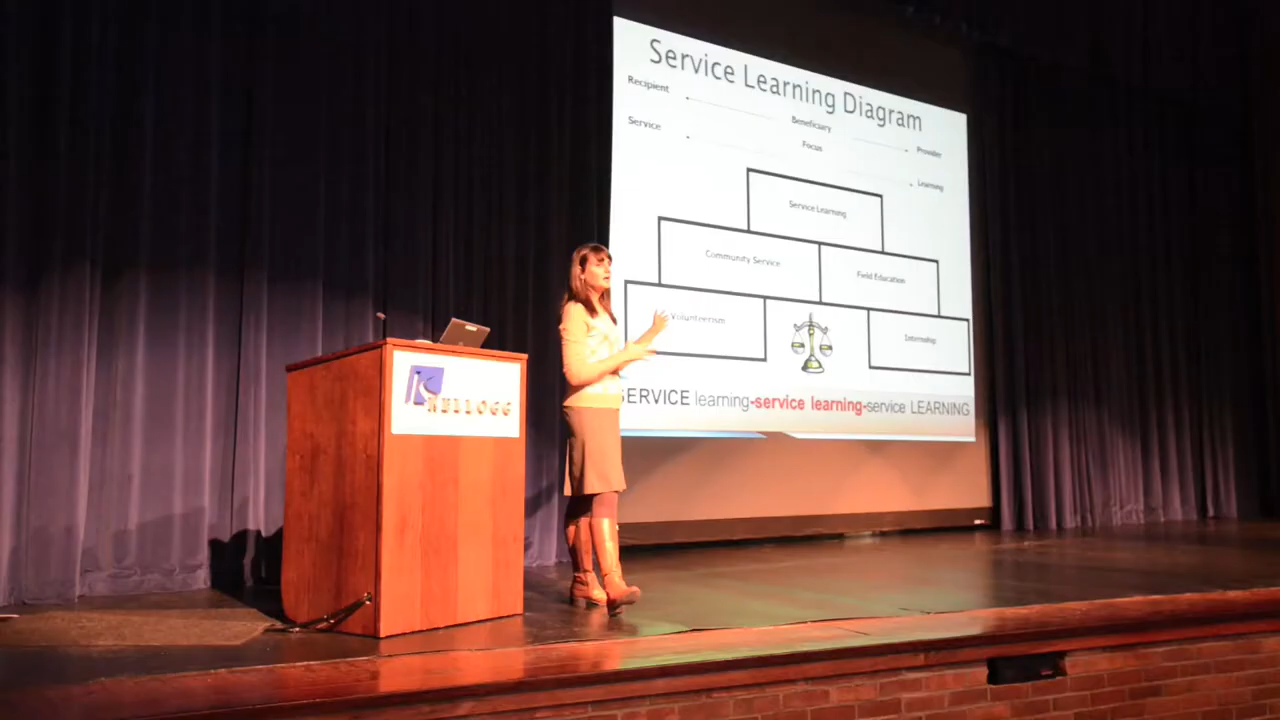 Service Learning Diagram
Recipient
Beneficiary
Provider
Service
Focus
Learning
Service Learning
Community Service
Field Education
Volunteerism
Internship
SERVICE learning-service learning-service LEARNING
KELLOGG